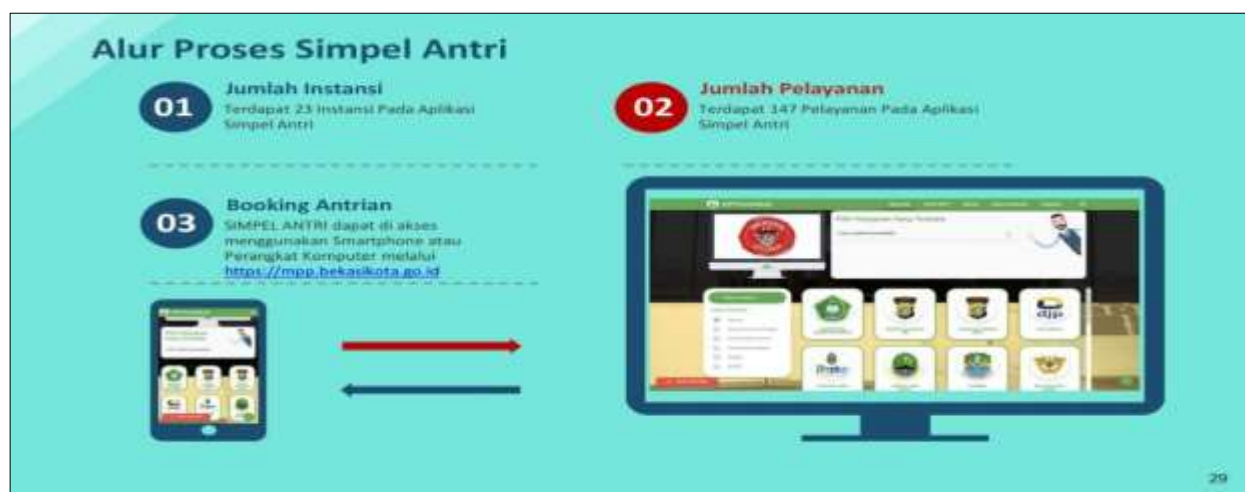 Alur Proses Simpel Antri
01
Jumlah Instansi
Terdapat 23 Instansi Pada Aplikasi
Simpel Antri
02
Jumlah Pelayanan
Terdapat 147 Pelayanan Pada Aplikasi
Simpel Antri
03
Booking Antrian
SIMPEL ANTRI dapat di akses
menggunakan Smartphone atau
Perangkat Komputer melalui
https://mpp.bekasikota.go.id
djp
29